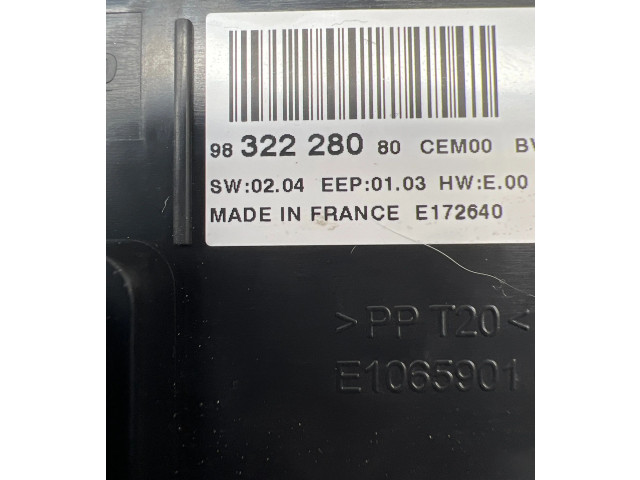 98 322 280 80 CEM00 BV
SW:02.04 EEP:01.03 HW:E.00
MADE IN FRANCE E172640
>PP T20<
E1065901